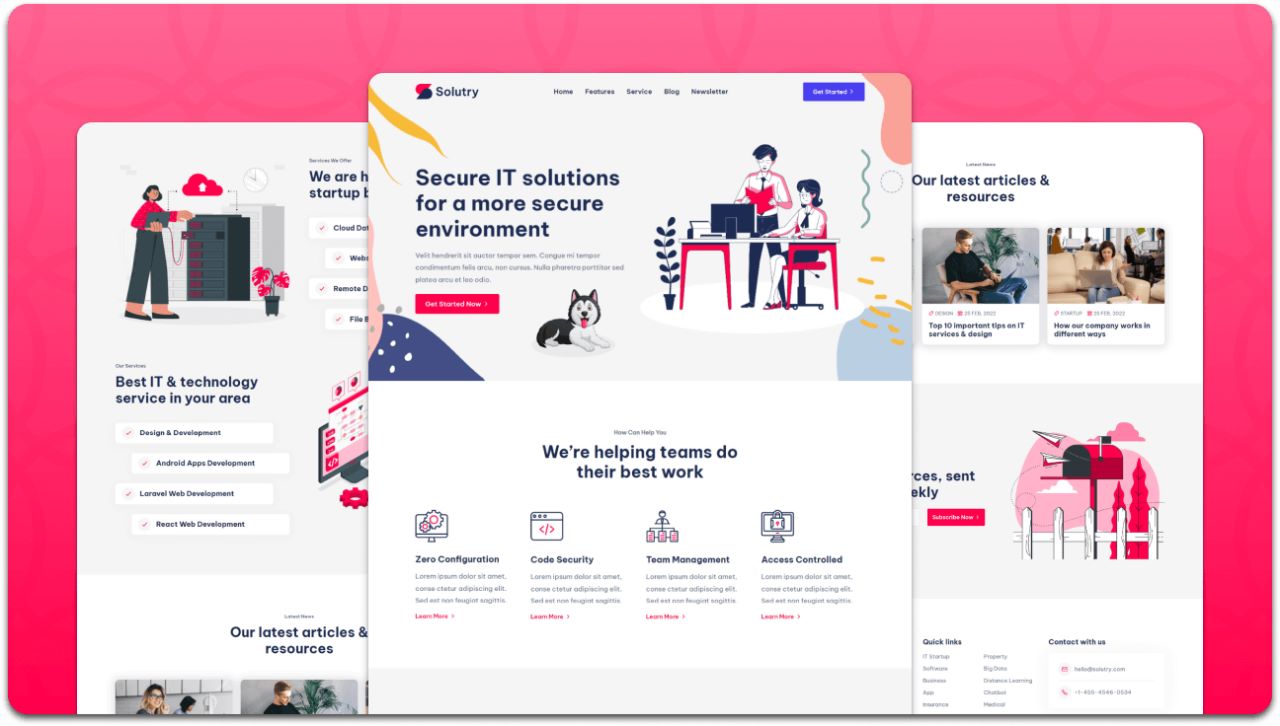 Solutry
Home
Features
Service
Blog
Newsletter
Get Started
Secure IT solutions
for a more secure
environment
Velit hendrerit sit auctor tempor sem. Congue mi tempor
condimentum felis arcu, non cursus. Nulla pharetra porttitor sed
platea arcu et leo odio.
Get Started Now
How Can Help You
We're helping teams do
their best work
Zero Configuration
Lorem ipsum dolor sit amet,
conse ctetur adipiscing elit.
Sed est non feugiat sagittis.
Learn More
Code Security
Lorem ipsum dolor sit amet,
conse ctetur adipiscing elit.
Sed est non feugiat sagittis.
Learn More
Team Management
Lorem ipsum dolor sit amet,
conse ctetur adipiscing elit.
Sed est non feugiat sagittis.
Learn More
Access Controlled
Lorem ipsum dolor sit amet,
conse ctetur adipiscing elit.
Sed est non feugiat sagittis.
Learn More
Services We Offer
We are h
startup b
Cloud Dat
Webs
Remote D
File B
Our Services
Best IT & technology
service in your area
Design & Development
Android Apps Development
Laravel Web Development
React Web Development
Latest News
Our latest articles &
resources
Latest News
Our latest articles &
resources
DESIGN 25 FEB, 2022
Top 10 important tips on IT
services & design
STARTUP 25 FEB, 2022
How our company works in
different ways
rces, sent
ekly
Subscribe Now
Quick links
IT Startup
Software
Business
App
Insurance
Property
Big Data
Distance Learning
Chatbot
Medical
Contact with us
hello@solutry.com
+1-455-4546-0534